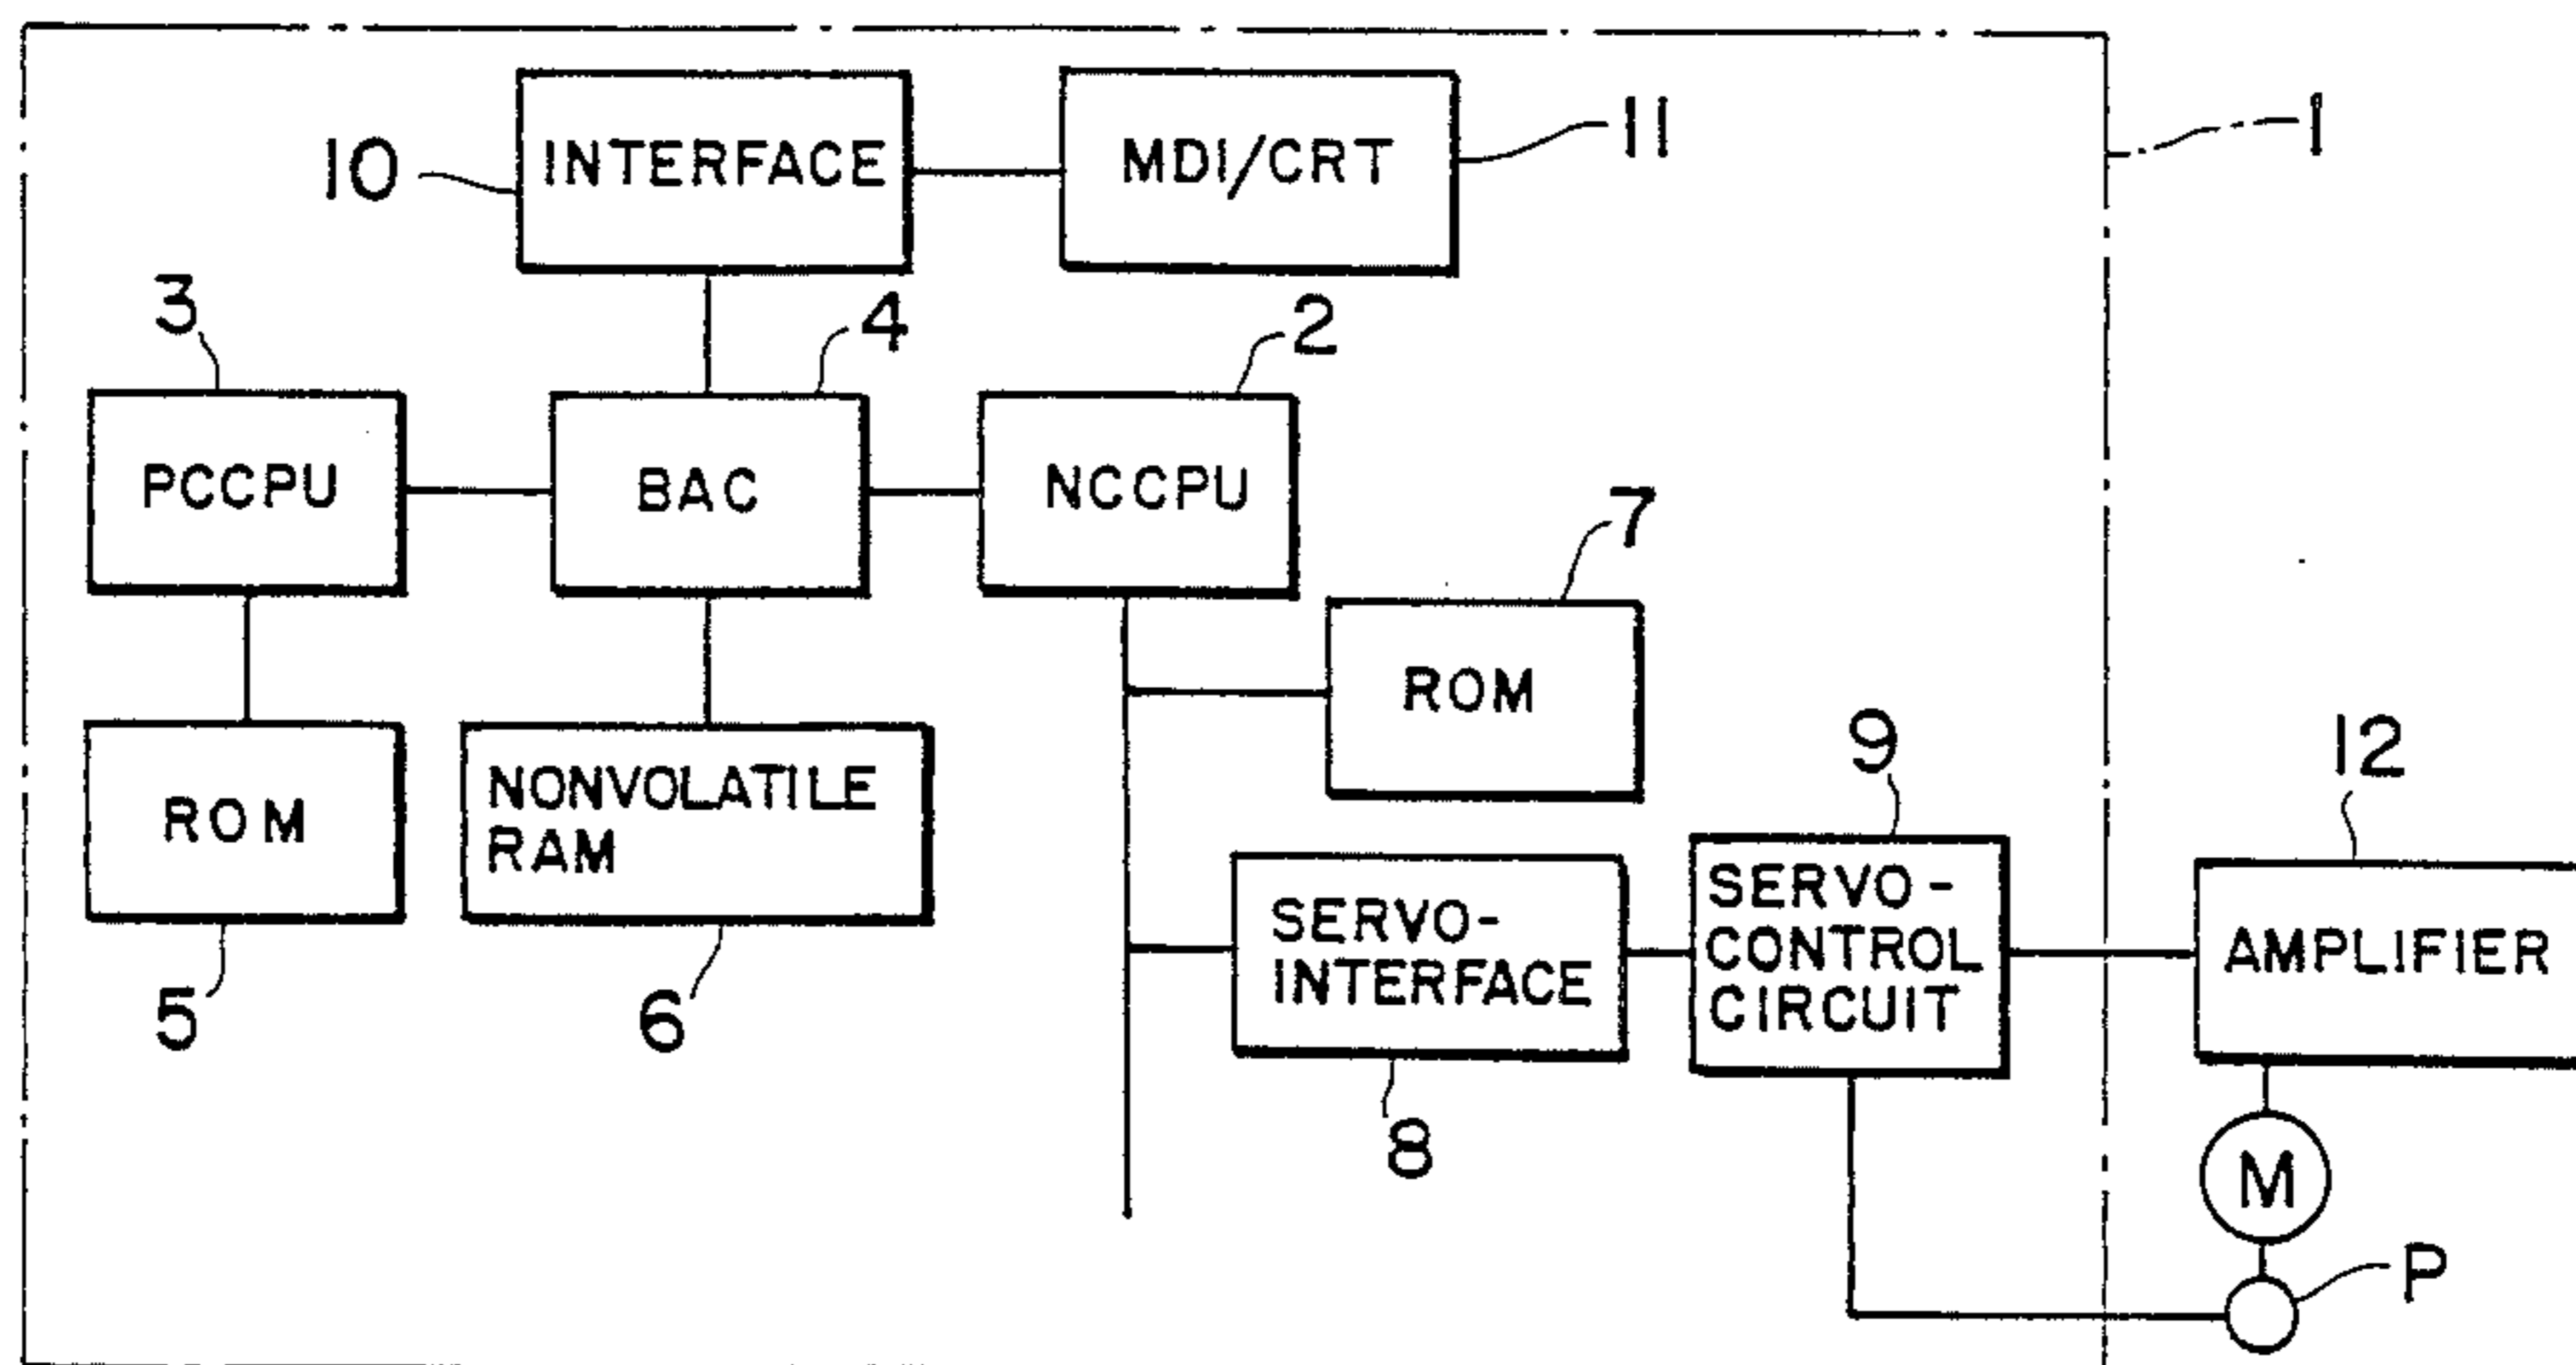 10
INTERFACE
MDI/CRT
11
1
3
4
2
PCCPU
BAC
NCCPU
7
ROM
ROM
NONVOLATILE
RAM
5
6
9
12
SERVO-
INTERFACE
8
SERVO-
CONTROL
CIRCUIT
AMPLIFIER
M
P